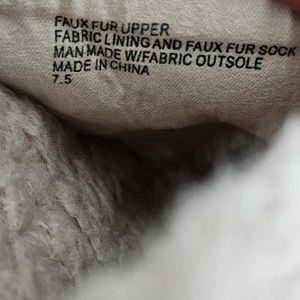 FAUX FUR UPPER
FABRIC LINING AND FAUX FUR SOCK
MAN MADE W/FABRIC OUTSOLE
MADE IN CHINA
7.5